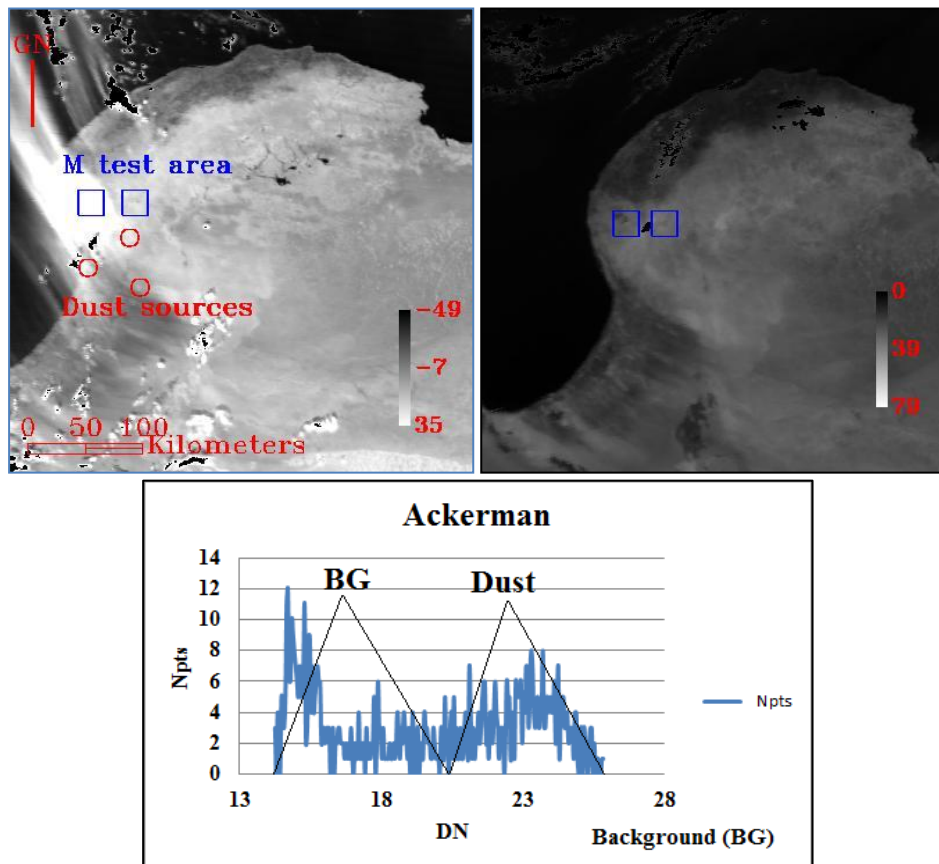 GN
M test area
Dust sources
-49
-7
35
0 50 100
Kilometers
0
39
79
Ackerman
14
12
10
8
6
4
2
0
Npts
BG
Dust
Npts
13 18 23 28
DN
Background (BG)